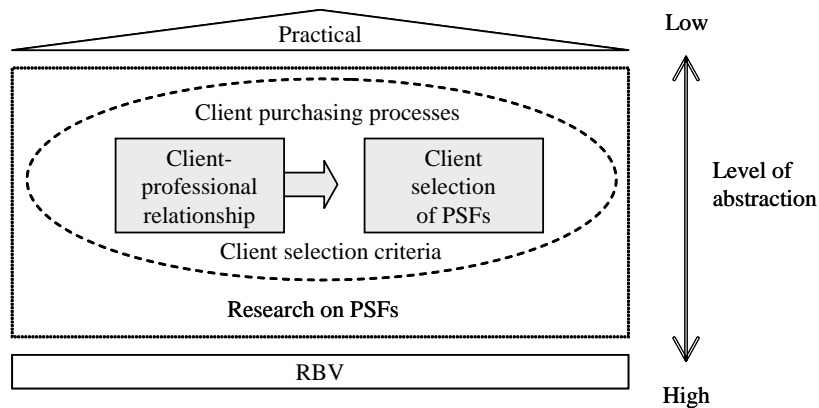 Practical
Low
Client purchasing processes
Client-
professional
relationship
Client
selection
of PSFs
Level of
abstraction
Client selection criteria
Research on PSFs
RBV
High